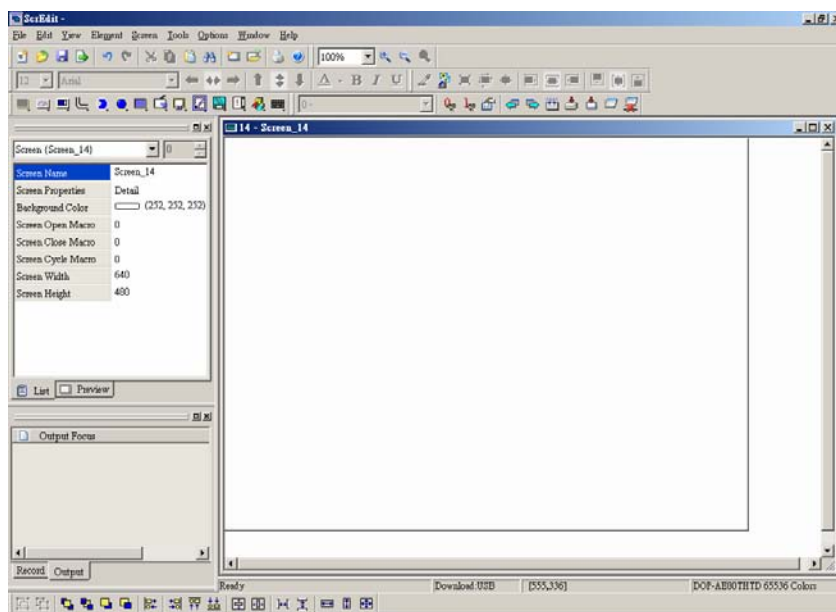 ScrEdit -
File Edit View Element Screen Tools Options Window Help
100%
12 Arial
A B I U
0 -
14 - Screen_14
Screen (Screen_14) 0
Screen Name Screen_14
Screen Properties Detail
Background Color (252, 252, 252)
Screen Open Macro 0
Screen Close Macro 0
Screen Cycle Macro 0
Screen Width 640
Screen Height 480
List Preview
Output Focus
Record Output
Ready Download:USB [555,336] DOP-AE80THTD 65536 Colors